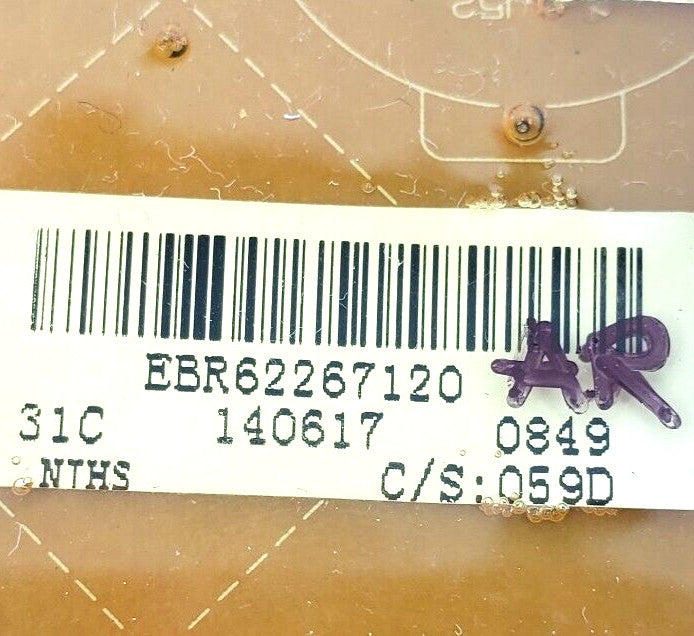 EBR62267120 AR
31C 140617 0849
NTHS C/S:059D